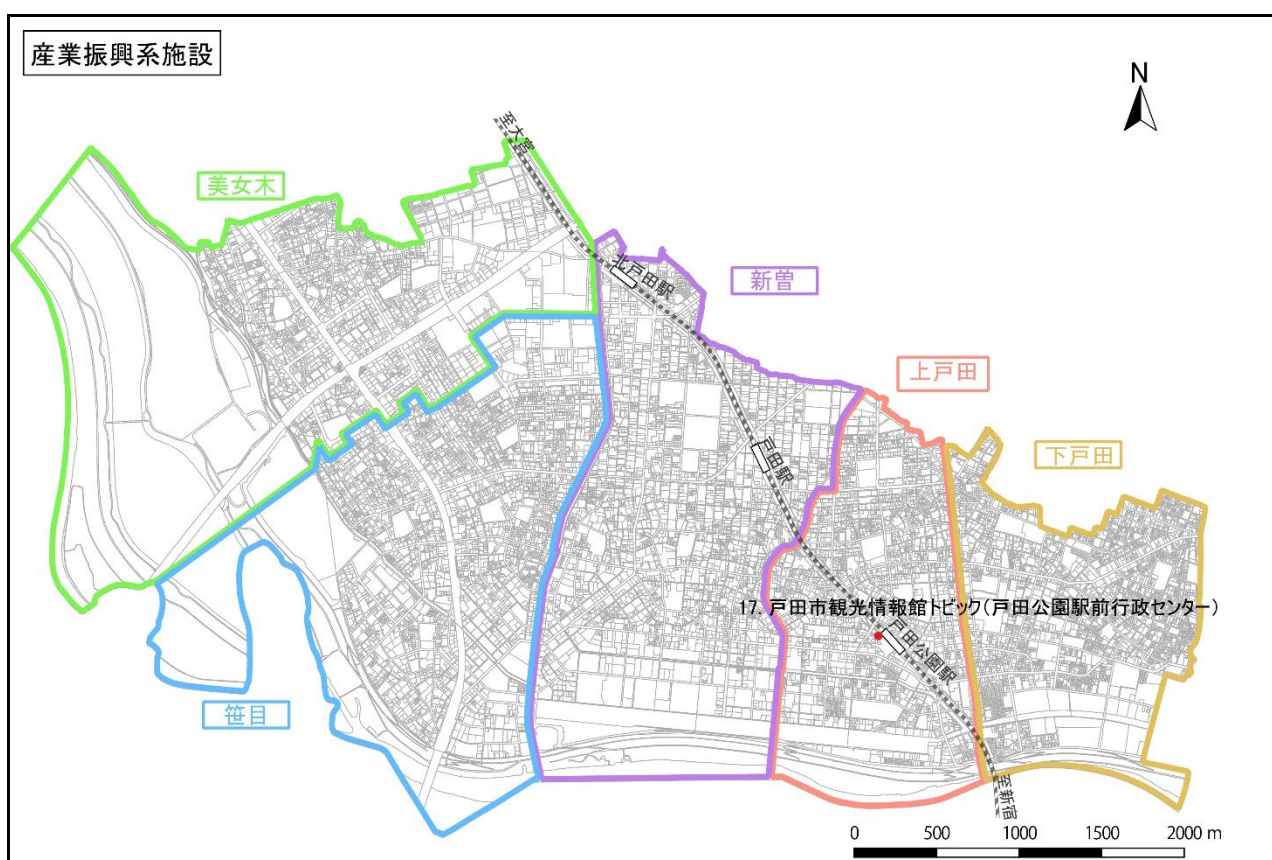 産業振興系施設
N
至大宮
美女木
北戸田駅
新曽
上戸田
戸田駅
下戸田
17. 戸田市観光情報館トビック(戸田公園駅前行政センター)
戸田公園駅
笹目
至新宿
0 500 1000 1500 2000 m